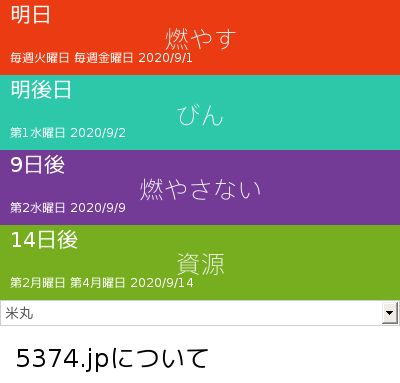 明日
燃やす
毎週火曜日 毎週金曜日 2020/9/1
明後日
びん
第1水曜日 2020/9/2
9日後
燃やさない
第2水曜日 2020/9/9
14日後
資源
第2月曜日 第4月曜日 2020/9/14
米丸
5374.jpについて